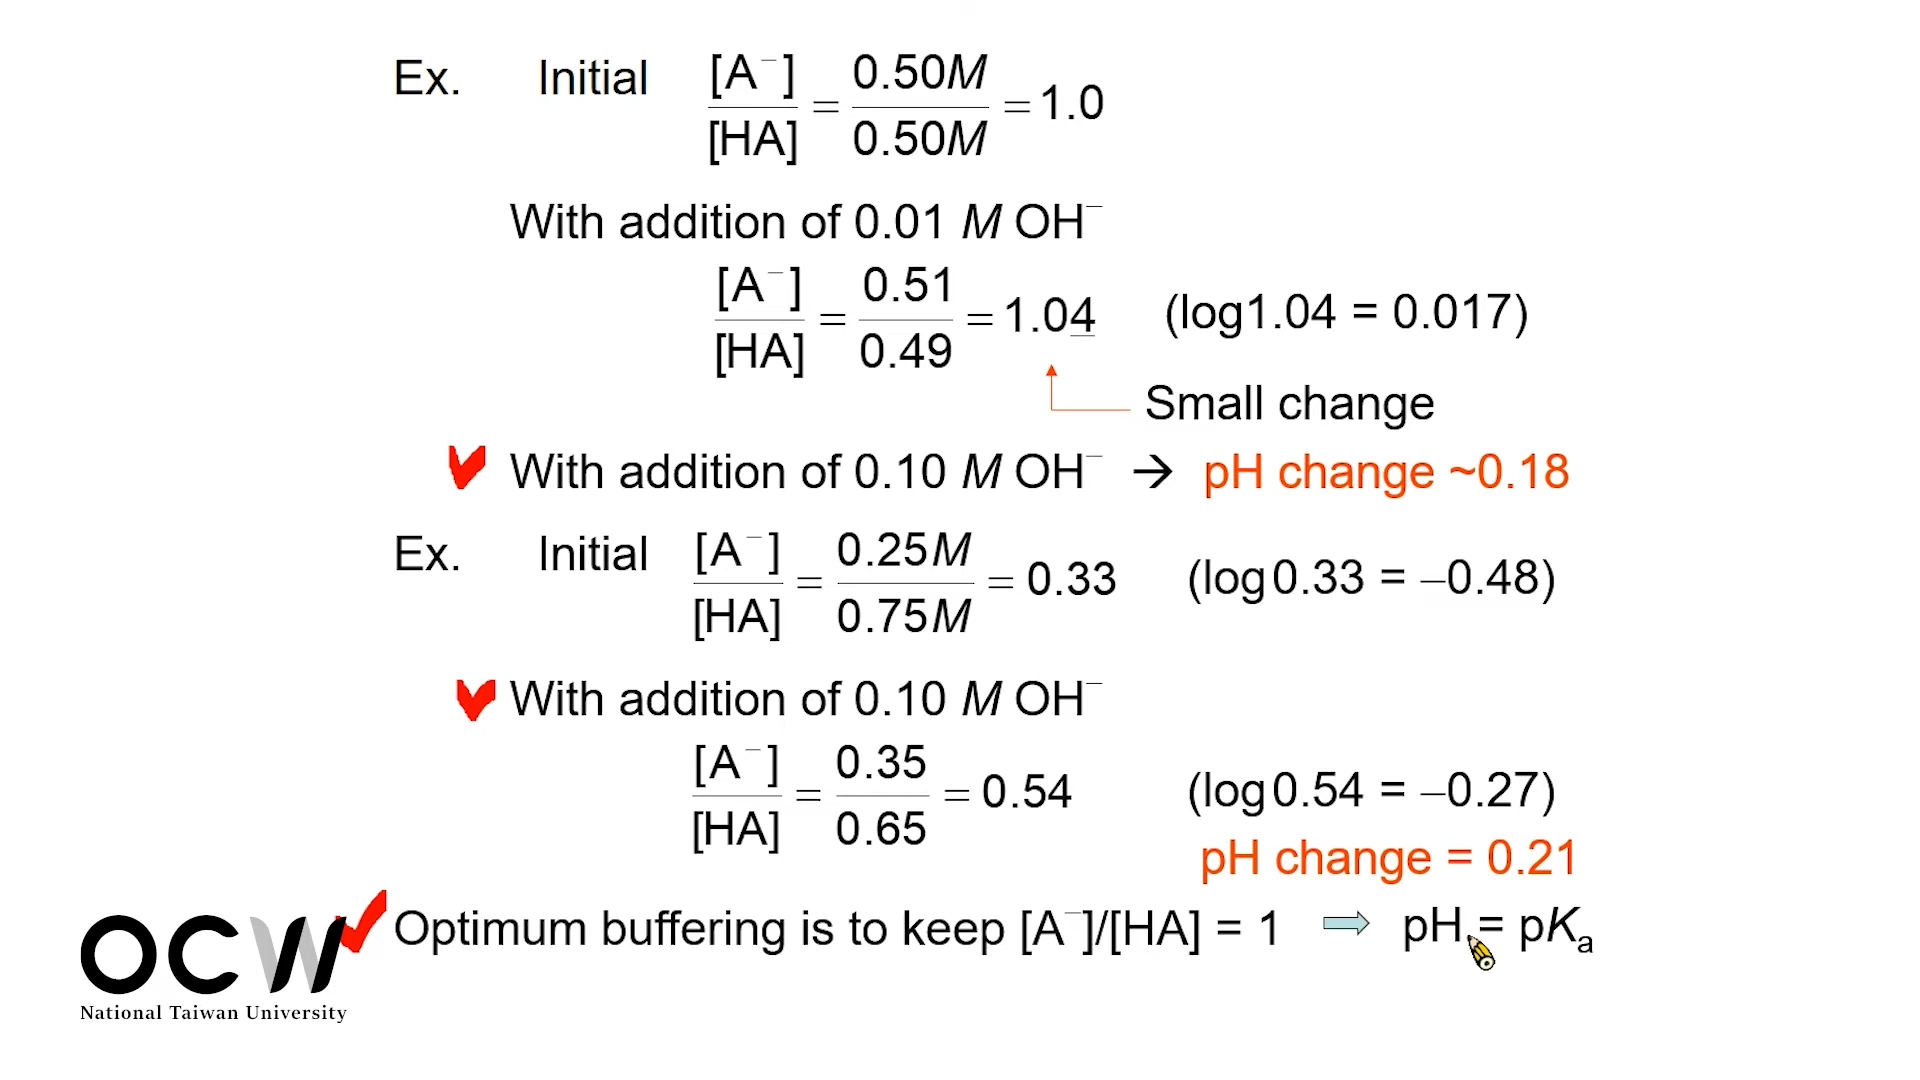 Ex. Initial [A⁻]/[HA] = 0.50M/0.50M = 1.0
With addition of 0.01 M OH⁻
[A⁻]/[HA] = 0.51/0.49 = 1.04 (log1.04 = 0.017)
Small change
With addition of 0.10 M OH⁻ → pH change ~0.18
Ex. Initial [A⁻]/[HA] = 0.25M/0.75M = 0.33 (log 0.33 = –0.48)
With addition of 0.10 M OH⁻
[A⁻]/[HA] = 0.35/0.65 = 0.54 (log 0.54 = –0.27)
pH change = 0.21
Optimum buffering is to keep [A⁻]/[HA] = 1 ⇒ pH = pKₐ
OCW
National Taiwan University